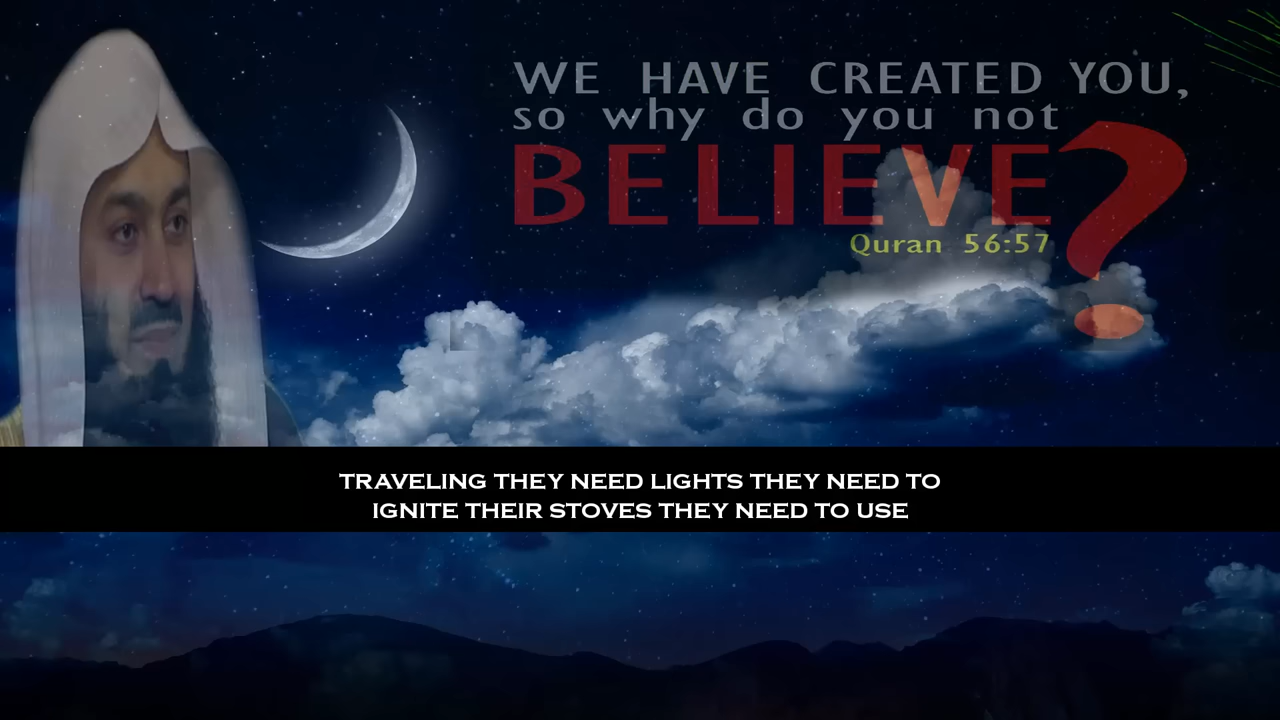 WE HAVE CREATED YOU,
so why do you not
BELIEVE?
Quran 56:57
TRAVELING THEY NEED LIGHTS THEY NEED TO
IGNITE THEIR STOVES THEY NEED TO USE